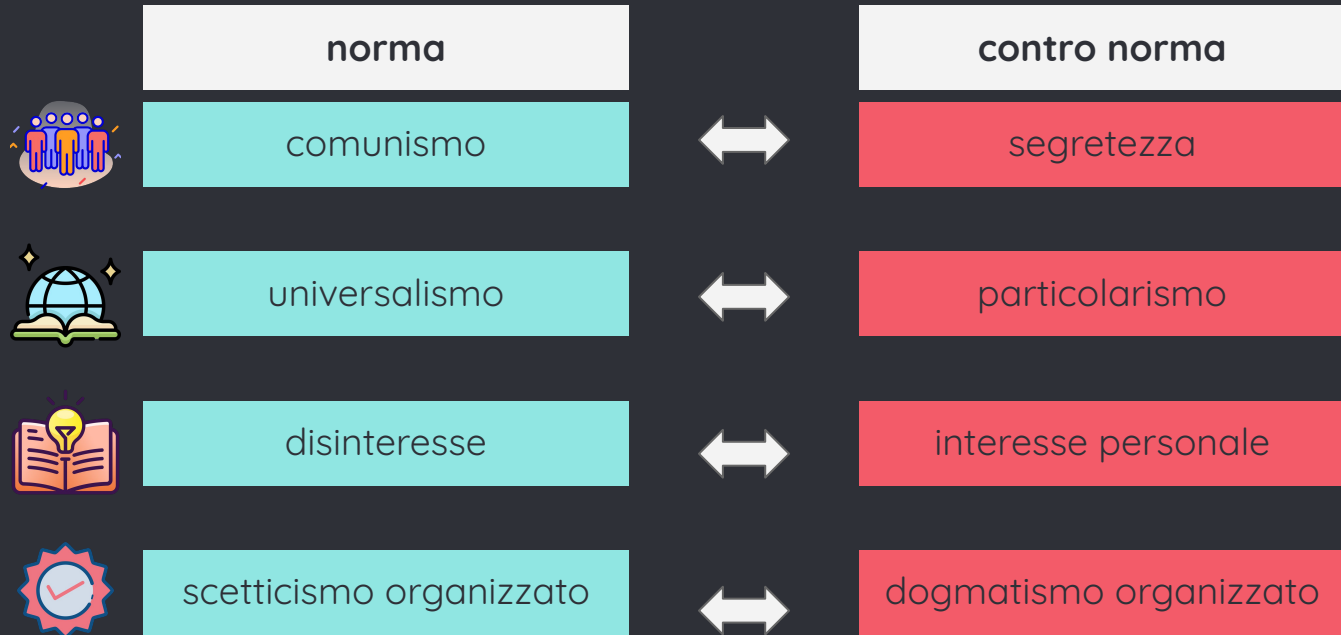 norma
contro norma
comunismo
segretezza
universalismo
particolarismo
disinteresse
interesse personale
scetticismo organizzato
dogmatismo organizzato